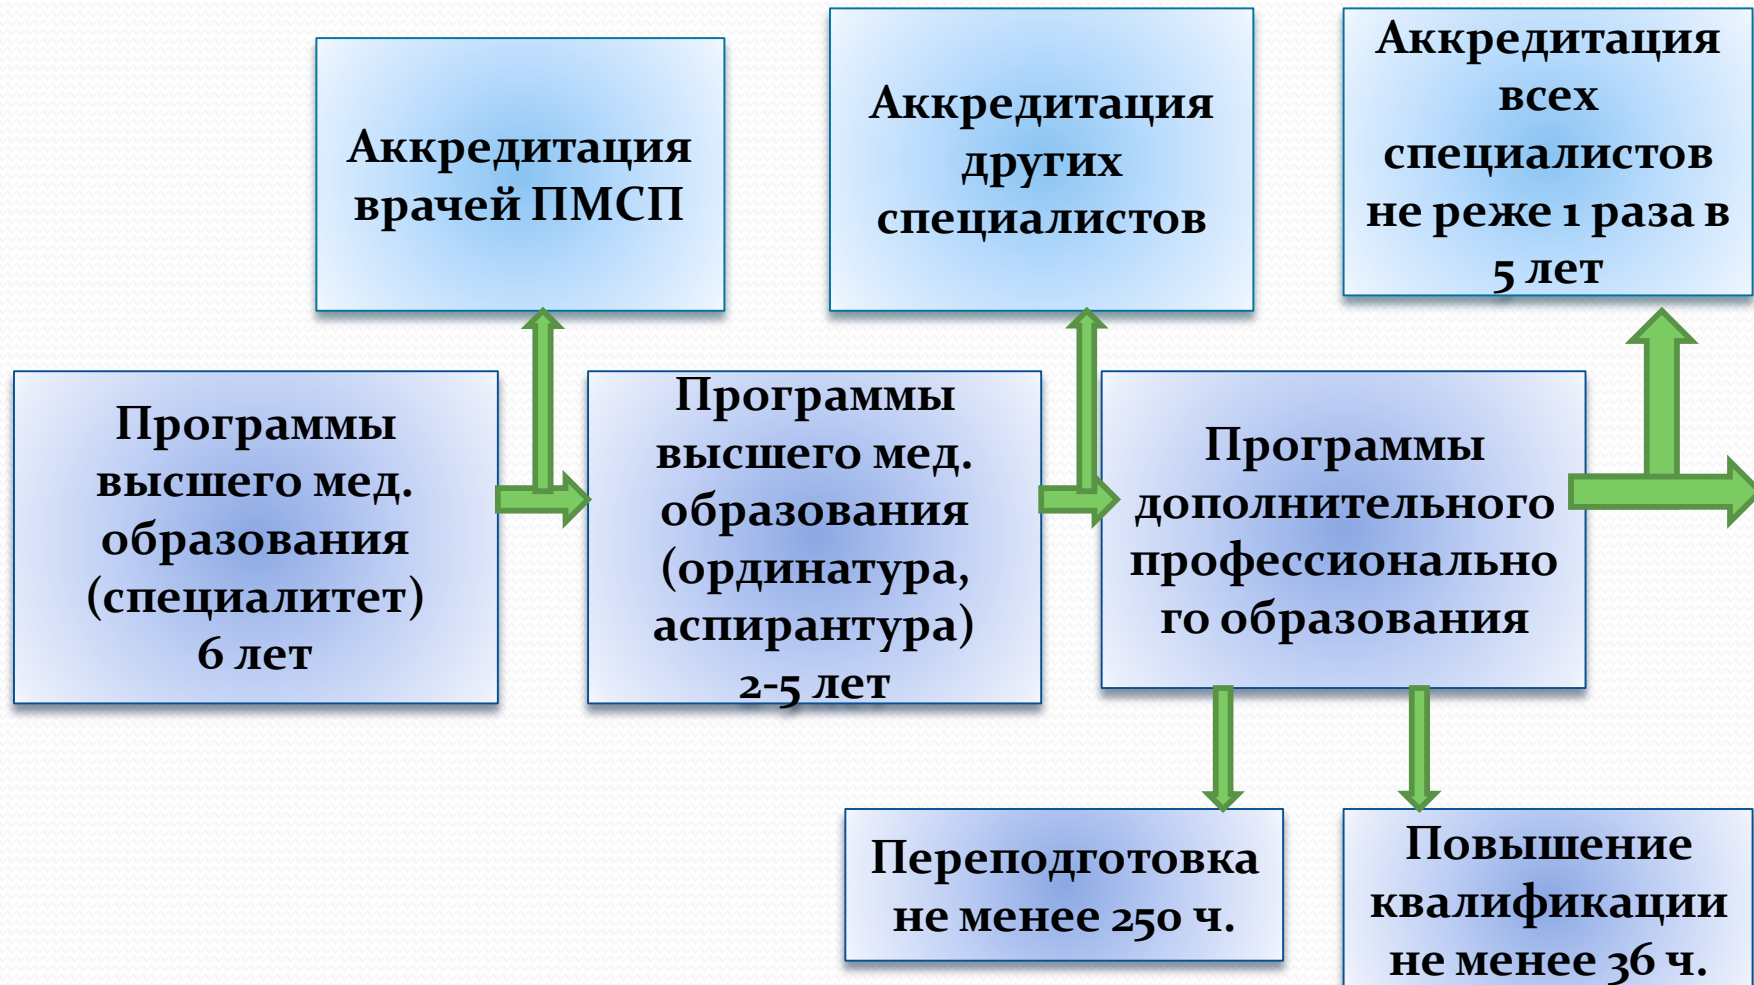 Аккредитация
врачей ПМСП
Аккредитация
других
специалистов
Аккредитация
всех
специалистов
не реже 1 раза в
5 лет
Программы
высшего мед.
образования
(специалитет)
6 лет
Программы
высшего мед.
образования
(ординатура,
аспирантура)
2-5 лет
Программы
дополнительного
профессионально
го образования
Переподготовка
не менее 250 ч.
Повышение
квалификации
не менее 36 ч.